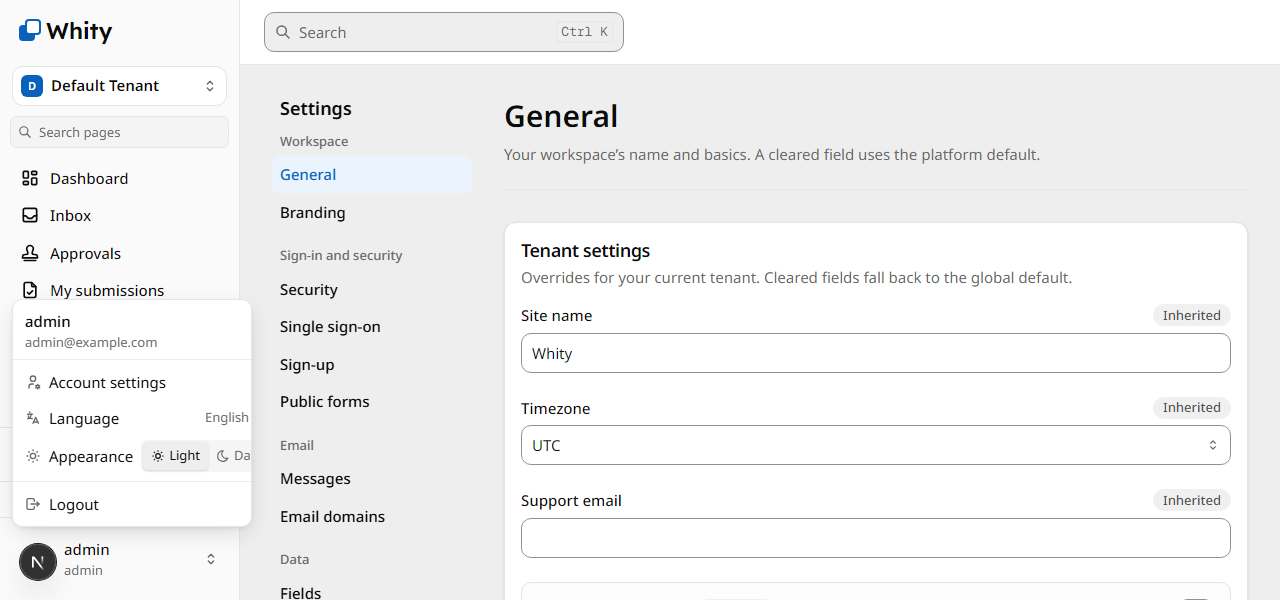 Whity
Search
Ctrl K
D
Default Tenant
Search pages
Dashboard
Inbox
Approvals
My submissions
admin
admin@example.com
Account settings
Language
English
Appearance
Light
Da
Logout
N
admin
admin
Settings
Workspace
General
Branding
Sign-in and security
Security
Single sign-on
Sign-up
Public forms
Email
Messages
Email domains
Data
Fields
General
Your workspace’s name and basics. A cleared field uses the platform default.
Tenant settings
Overrides for your current tenant. Cleared fields fall back to the global default.
Site name
Inherited
Whity
Timezone
Inherited
UTC
Support email
Inherited